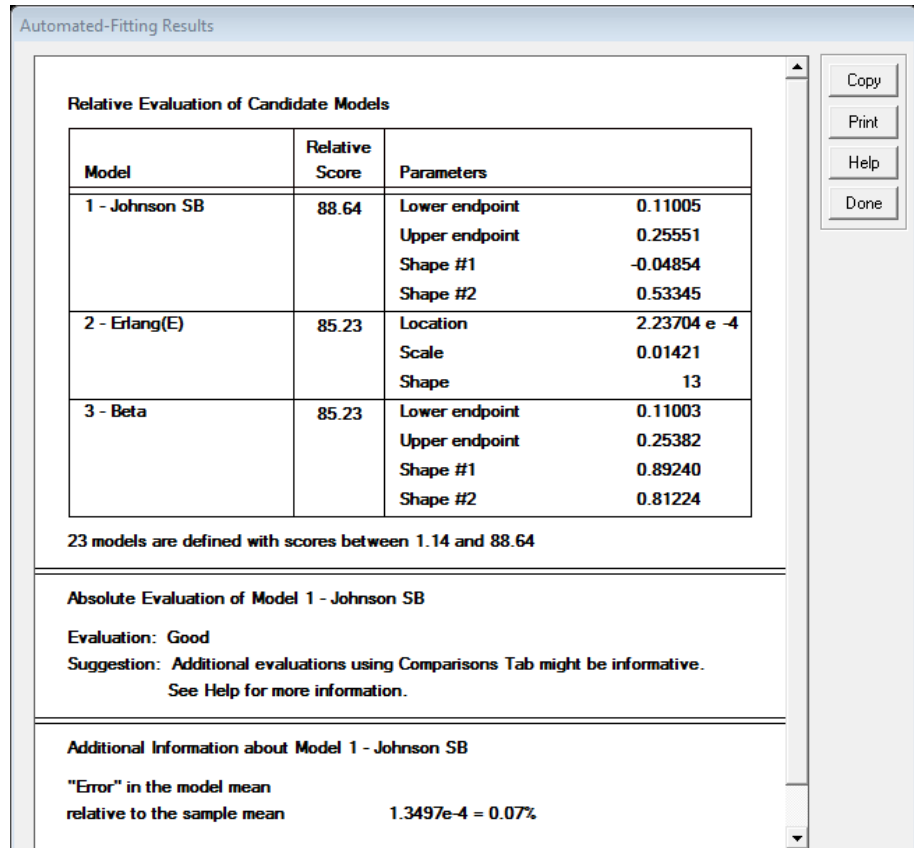 Automated-Fitting Results
Relative Evaluation of Candidate Models
Model Relative Score Parameters
1 - Johnson SB 88.64 Lower endpoint 0.11005
Upper endpoint 0.25551
Shape #1 -0.04854
Shape #2 0.53345
2 - Erlang(E) 85.23 Location 2.23704 e -4
Scale 0.01421
Shape 13
3 - Beta 85.23 Lower endpoint 0.11003
Upper endpoint 0.25382
Shape #1 0.89240
Shape #2 0.81224
23 models are defined with scores between 1.14 and 88.64
Absolute Evaluation of Model 1 - Johnson SB
Evaluation: Good
Suggestion: Additional evaluations using Comparisons Tab might be informative.
See Help for more information.
Additional Information about Model 1 - Johnson SB
"Error" in the model mean
relative to the sample mean 1.3497e-4 = 0.07%
Copy
Print
Help
Done